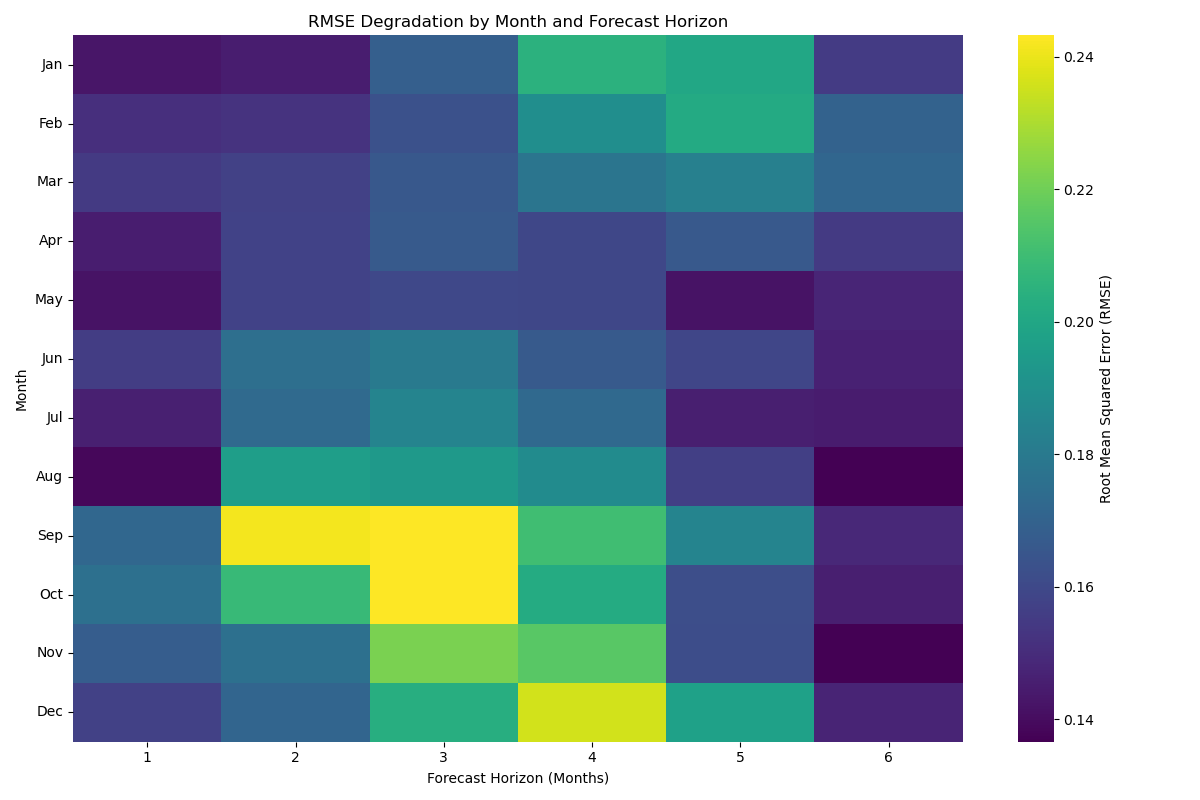 RMSE Degradation by Month and Forecast Horizon
Month
Jan
Feb
Mar
Apr
May
Jun
Jul
Aug
Sep
Oct
Nov
Dec
1 2 3 4 5 6
Forecast Horizon (Months)
0.24
0.22
0.20
0.18
0.16
0.14
Root Mean Squared Error (RMSE)